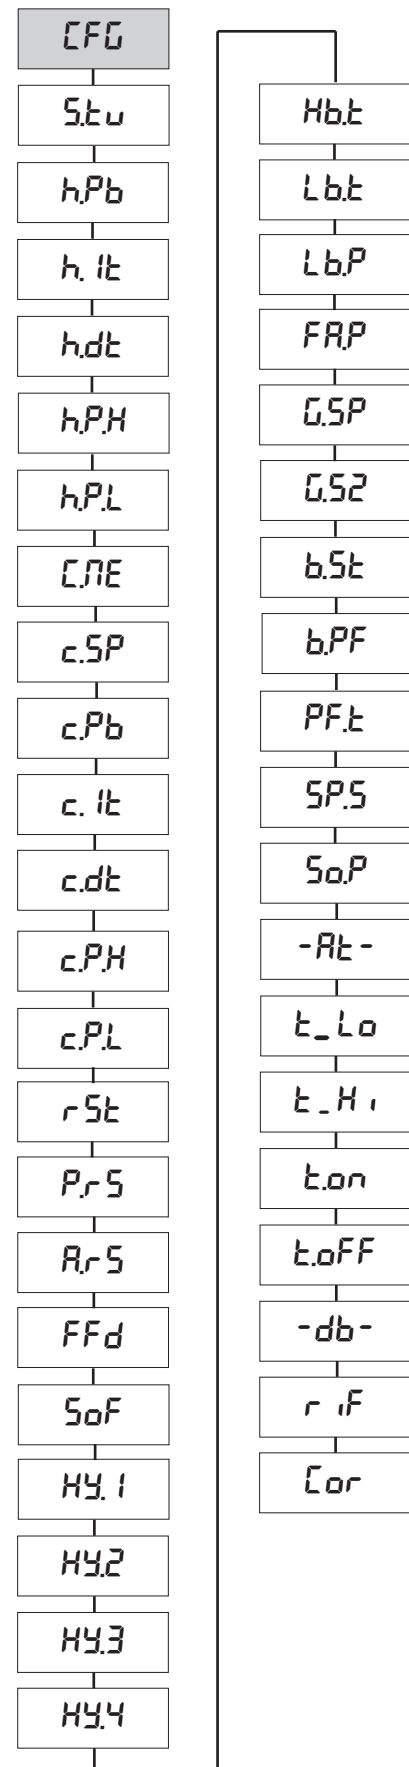 CFG
S.tu
h.Pb
h.It
h.dt
h.P.H
h.P.L
C.ME
c.SP
c.Pb
c.It
c.dt
c.P.H
c.P.L
rSt
P.rS
A.rS
FFd
SoF
HY.1
HY.2
HY.3
HY.4
Hb.t
Lb.t
Lb.P
FA.P
G.SP
G.S2
b.St
b.PF
PF.t
SP.S
So.P
-At-
t_Lo
t_Hi
t.on
t.oFF
-db-
riF
Cor